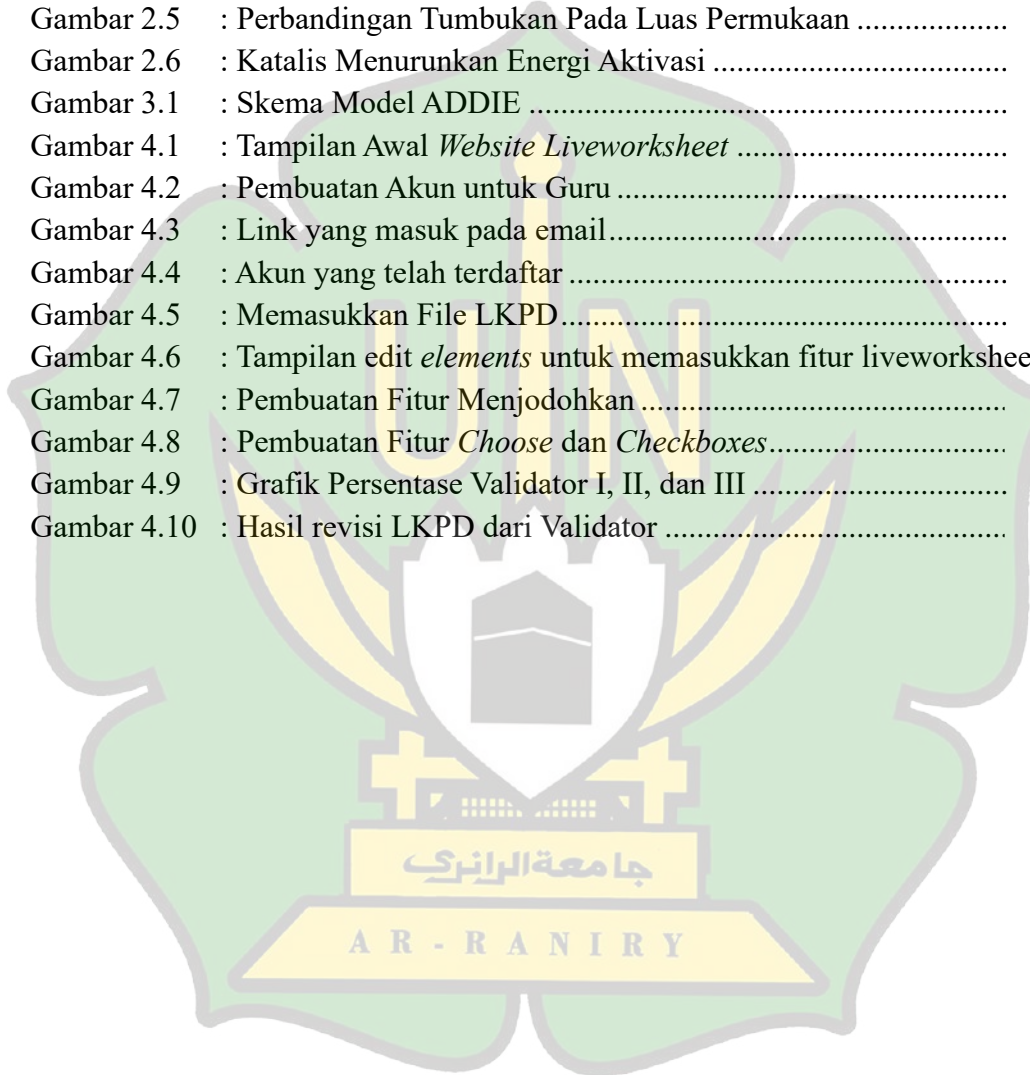 Gambar 2.5 : Perbandingan Tumbukan Pada Luas Permukaan ...................
Gambar 2.6 : Katalis Menurunkan Energi Aktivasi .....................................
Gambar 3.1 : Skema Model ADDIE ............................................................
Gambar 4.1 : Tampilan Awal Website Liveworksheet ..................................
Gambar 4.2 : Pembuatan Akun untuk Guru .................................................
Gambar 4.3 : Link yang masuk pada email..................................................
Gambar 4.4 : Akun yang telah terdaftar .......................................................
Gambar 4.5 : Memasukkan File LKPD.........................................................
Gambar 4.6 : Tampilan edit elements untuk memasukkan fitur liveworkshee
Gambar 4.7 : Pembuatan Fitur Menjodohkan ..............................................
Gambar 4.8 : Pembuatan Fitur Choose dan Checkboxes..............................
Gambar 4.9 : Grafik Persentase Validator I, II, dan III ................................
Gambar 4.10 : Hasil revisi LKPD dari Validator ...........................................
UIN
جامعةالرانري
AR-RANIRY